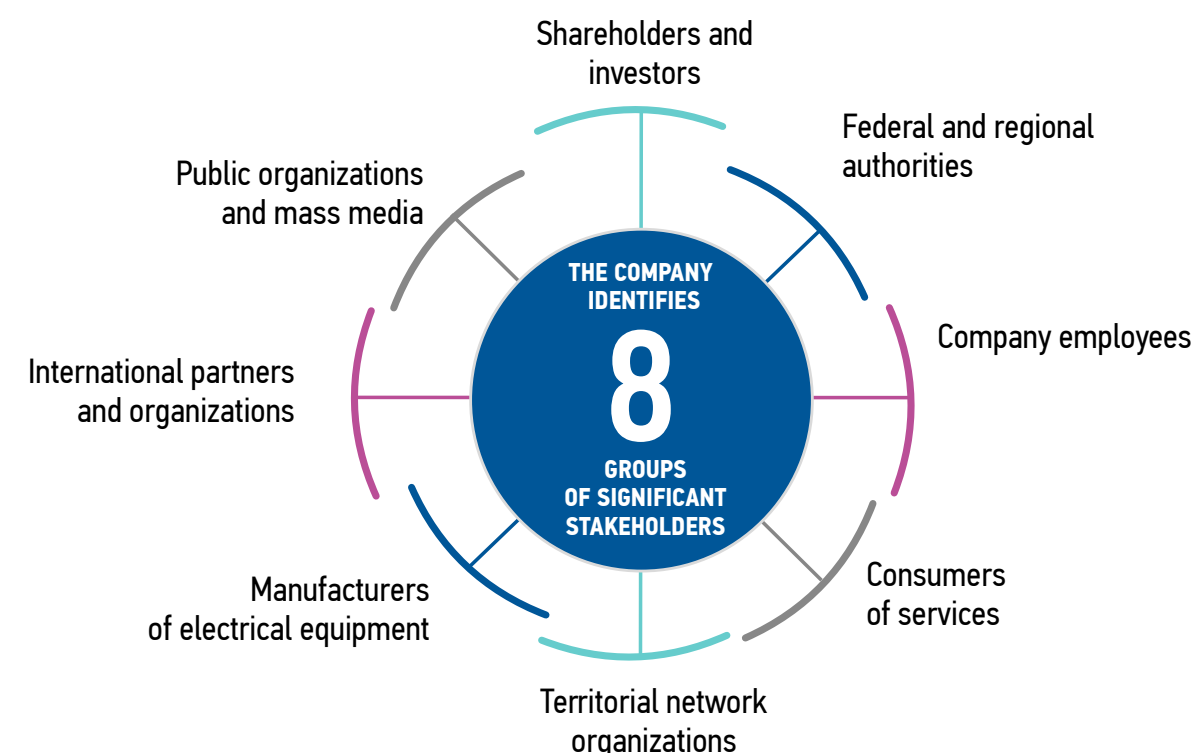 Shareholders and
investors
Federal and regional
authorities
Public organizations
and mass media
THE COMPANY
IDENTIFIES
8
GROUPS
OF SIGNIFICANT
STAKEHOLDERS
Company employees
International partners
and organizations
Consumers
of services
Manufacturers
of electrical equipment
Territorial network
organizations